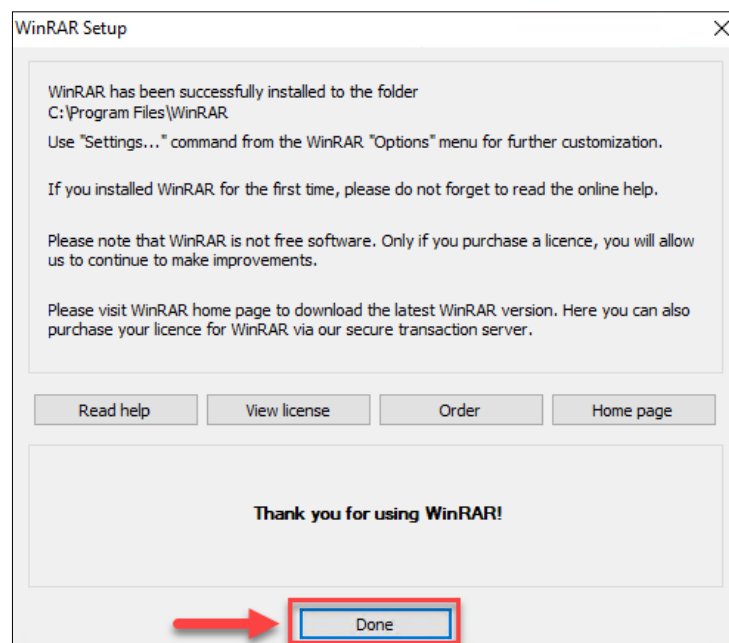 WinRAR Setup
WinRAR has been successfully installed to the folder
C:\Program Files\WinRAR
Use "Settings..." command from the WinRAR "Options" menu for further customization.
If you installed WinRAR for the first time, please do not forget to read the online help.
Please note that WinRAR is not free software. Only if you purchase a licence, you will allow
us to continue to make improvements.
Please visit WinRAR home page to download the latest WinRAR version. Here you can also
purchase your licence for WinRAR via our secure transaction server.
Read help
View license
Order
Home page
Thank you for using WinRAR!
Done